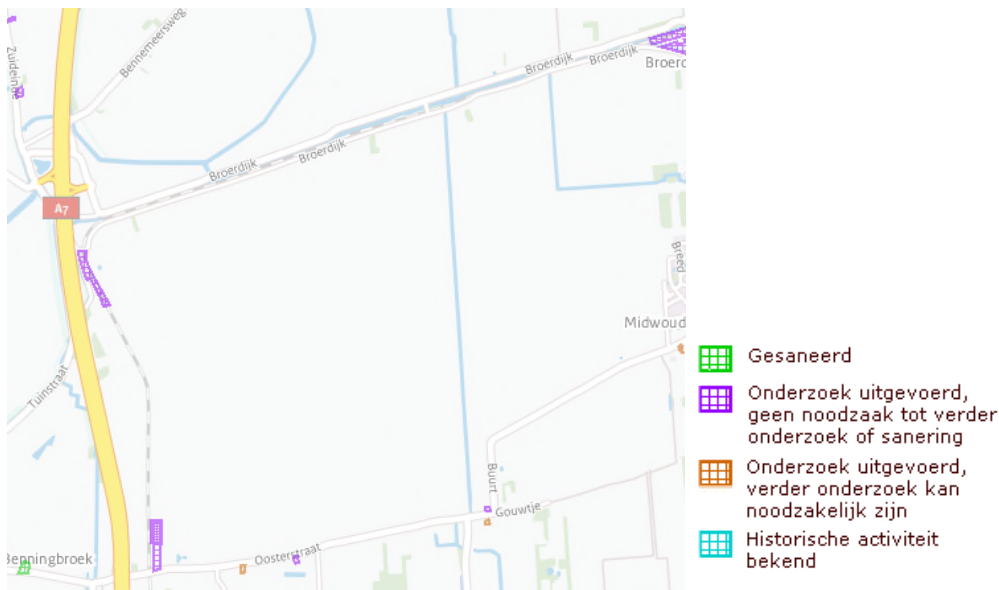 Zuideinde
Bennemeersweg
Broerdijk
Broerdijk
Broerd
Broerdijk
Broerdijk
A7
Breed
Midwoud
Tuinstraat
Buurt
Gouwtje
Oosterstraat
Benningbroek
Gesaneerd
Onderzoek uitgevoerd,
geen noodzaak tot verder
onderzoek of sanering
Onderzoek uitgevoerd,
verder onderzoek kan
noodzakelijk zijn
Historische activiteit
bekend